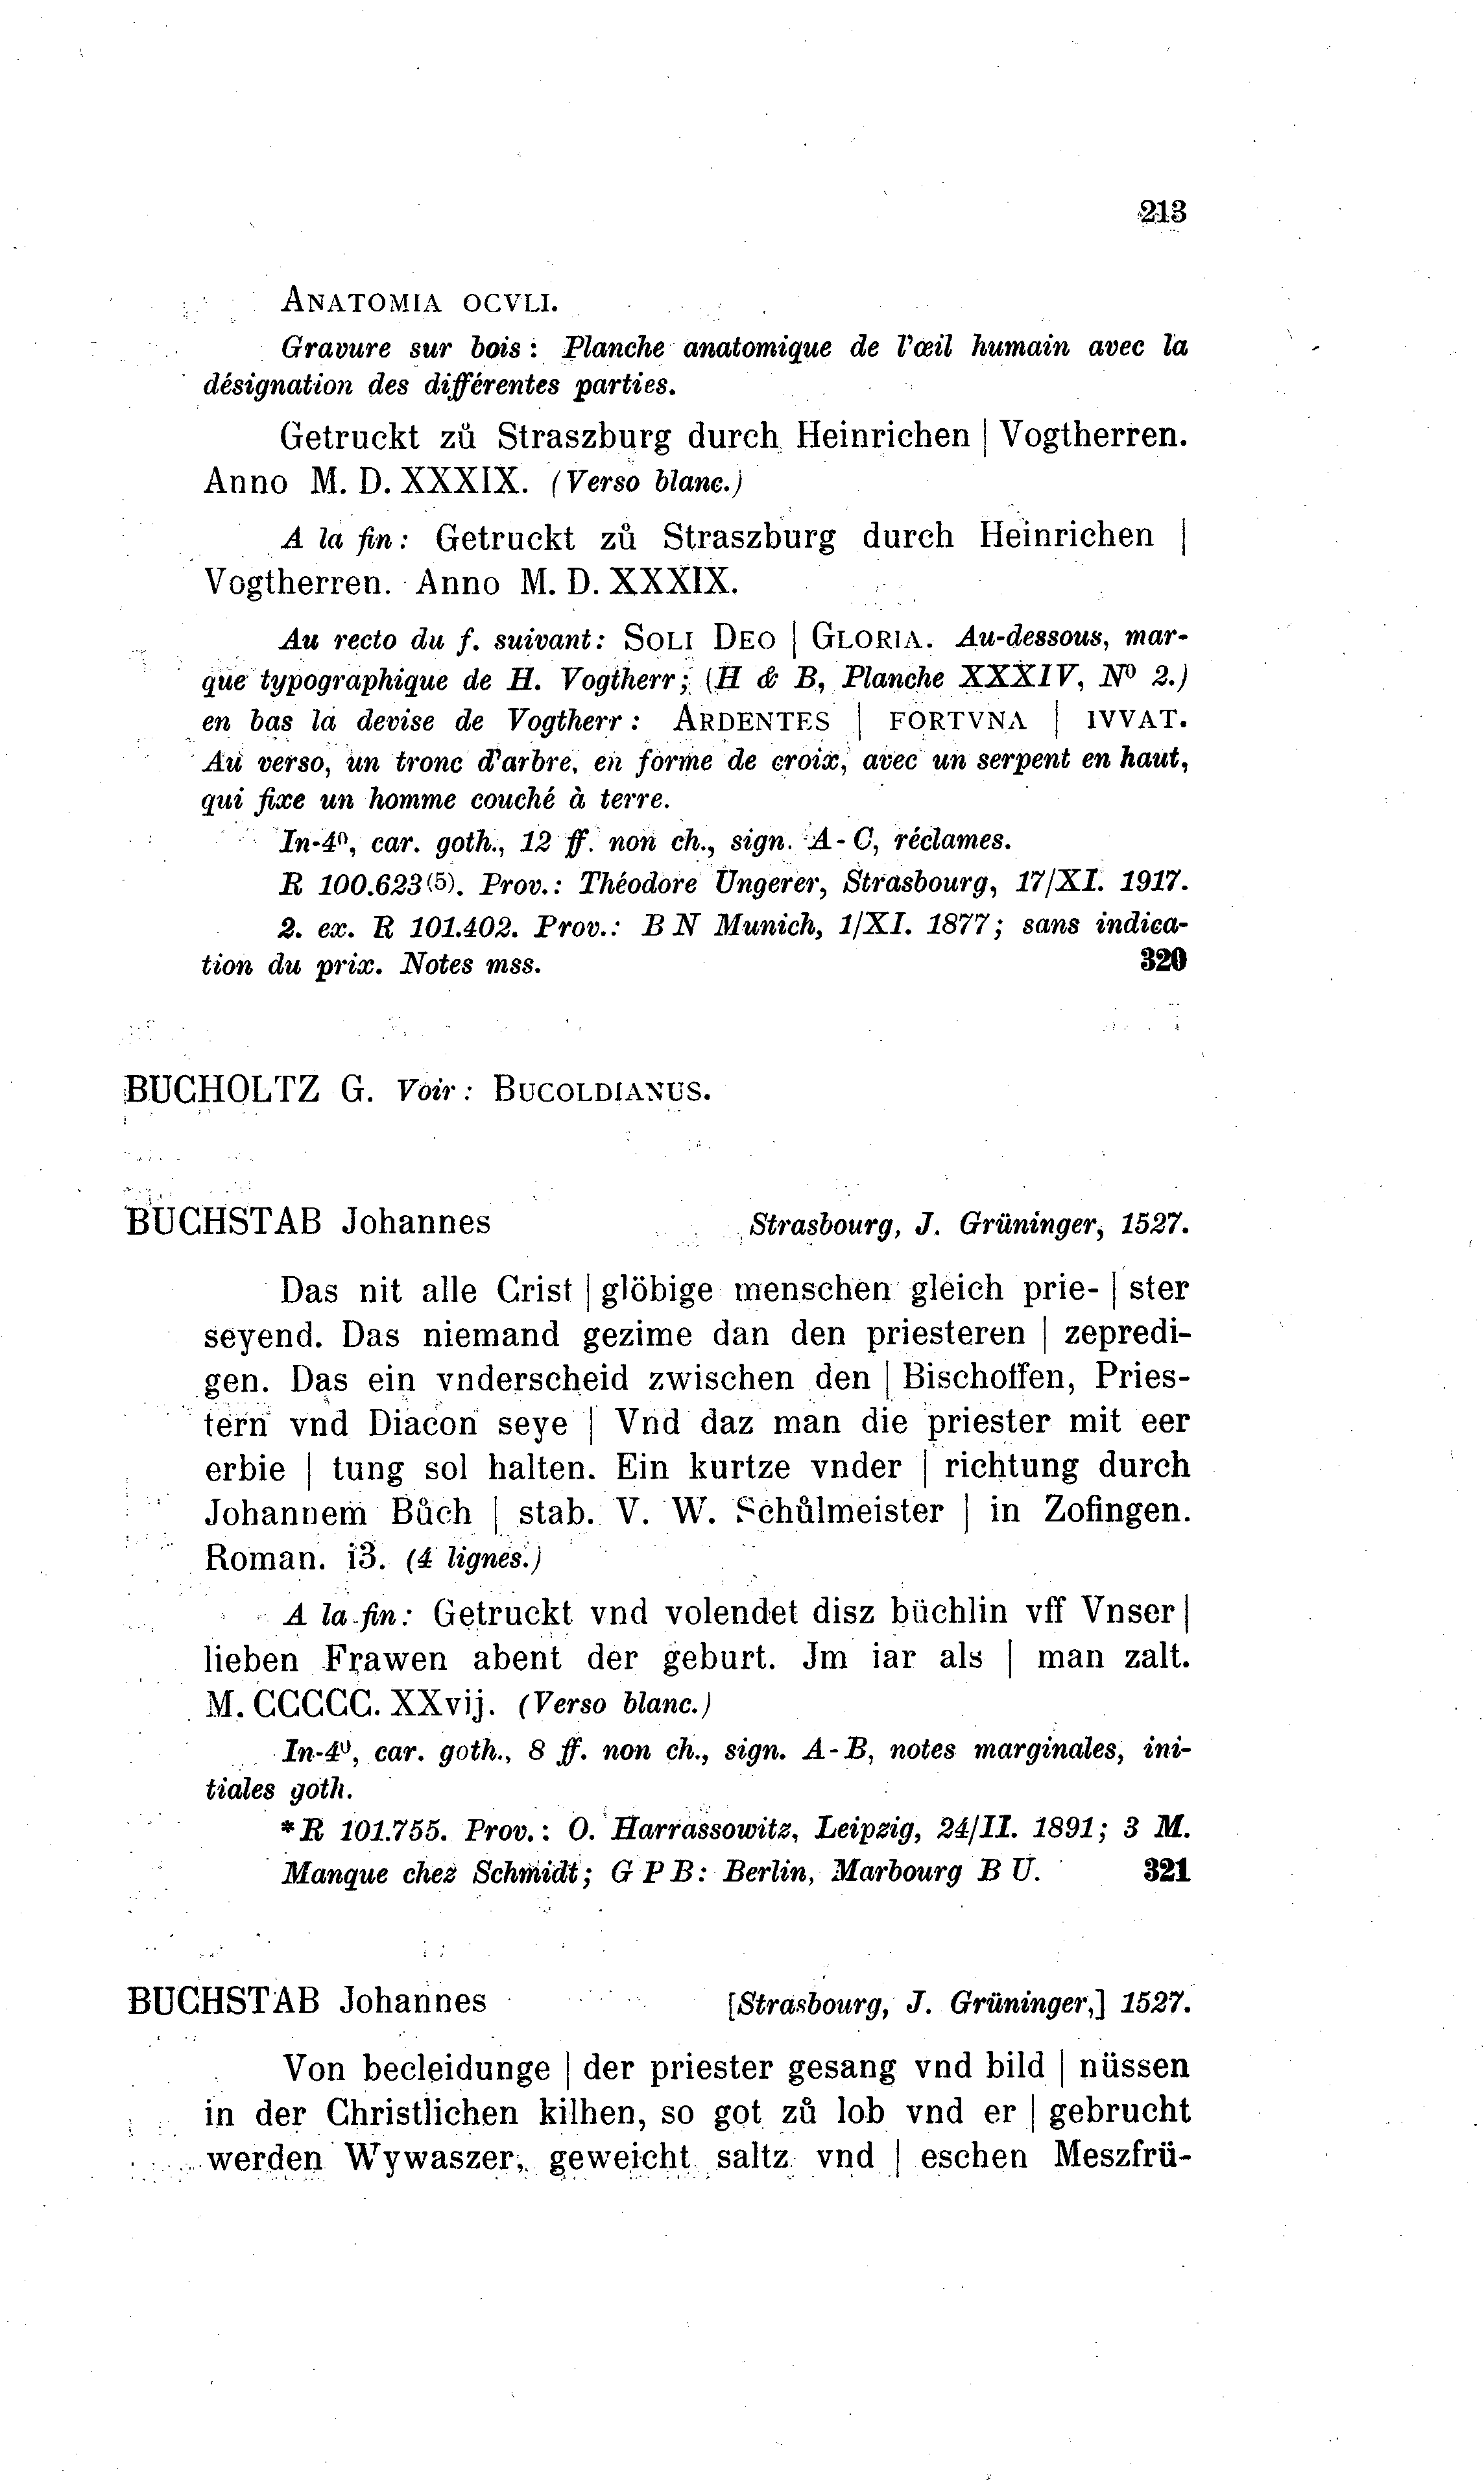 213
ANATOMIA OCVLI.
Gravure sur bois : Planche anatomique de l'œil humain avec la
désignation des différentes parties.
Getruckt zů Straszburg durch Heinrichen | Vogtherren.
Anno M. D. XXXIX. (Verso blanc.)
A la fin : Getruckt zů Straszburg durch Heinrichen |
Vogtherren. Anno M. D. XXXIX.
Au recto du f. suivant : SOLI DEO | GLORIA. Au-dessous, mar-
que typographique de H. Vogtherr ; (H & B, Planche XXXIV, Nº 2.)
en bas la devise de Vogtherr : ARDENTES | FORTVNA | IVVAT.
Au verso, un tronc d'arbre, en forme de croix, avec un serpent en haut,
qui fixe un homme couché à terre.
In-4º, car. goth., 12 ff. non ch., sign. A - C, réclames.
R 100.623(5). Prov. : Théodore Ungerer, Strasbourg, 17/XI. 1917.
2. ex. R 101.402. Prov. : B N Munich, 1/XI. 1877 ; sans indica-
tion du prix. Notes mss. 320
BUCHOLTZ G. Voir : BUCOLDIANUS.
BUCHSTAB Johannes Strasbourg, J. Grüninger, 1527.
Das nit alle Crist | glöbige menschen gleich prie- | ster
seyend. Das niemand gezime dan den priesteren | zepredi-
gen. Das ein vnderscheid zwischen den | Bischoffen, Pries-
tern vnd Diacon seye | Vnd daz man die priester mit eer
erbie | tung sol halten. Ein kurtze vnder | richtung durch
Johannem Bůch | stab. V. W. Schůlmeister | in Zofingen.
Roman. i3. (4 lignes.)
A la fin : Getruckt vnd volendet disz büchlin vff Vnser |
lieben Frawen abent der geburt. Jm iar als | man zalt.
M. CCCCC. XXvij. (Verso blanc.)
In-4º, car. goth., 8 ff. non ch., sign. A - B, notes marginales, ini-
tiales goth.
* R 101.755. Prov. : O. Harrassowitz, Leipzig, 24/II. 1891 ; 3 M.
Manque chez Schmidt ; G P B : Berlin, Marbourg B U. 321
BUCHSTAB Johannes [Strasbourg, J. Grüninger,] 1527.
Von becleidunge | der priester gesang vnd bild | nüssen
in der Christlichen kilhen, so got zů lob vnd er | gebrucht
werden Wywaszer, geweicht saltz vnd | eschen Meszfrü-